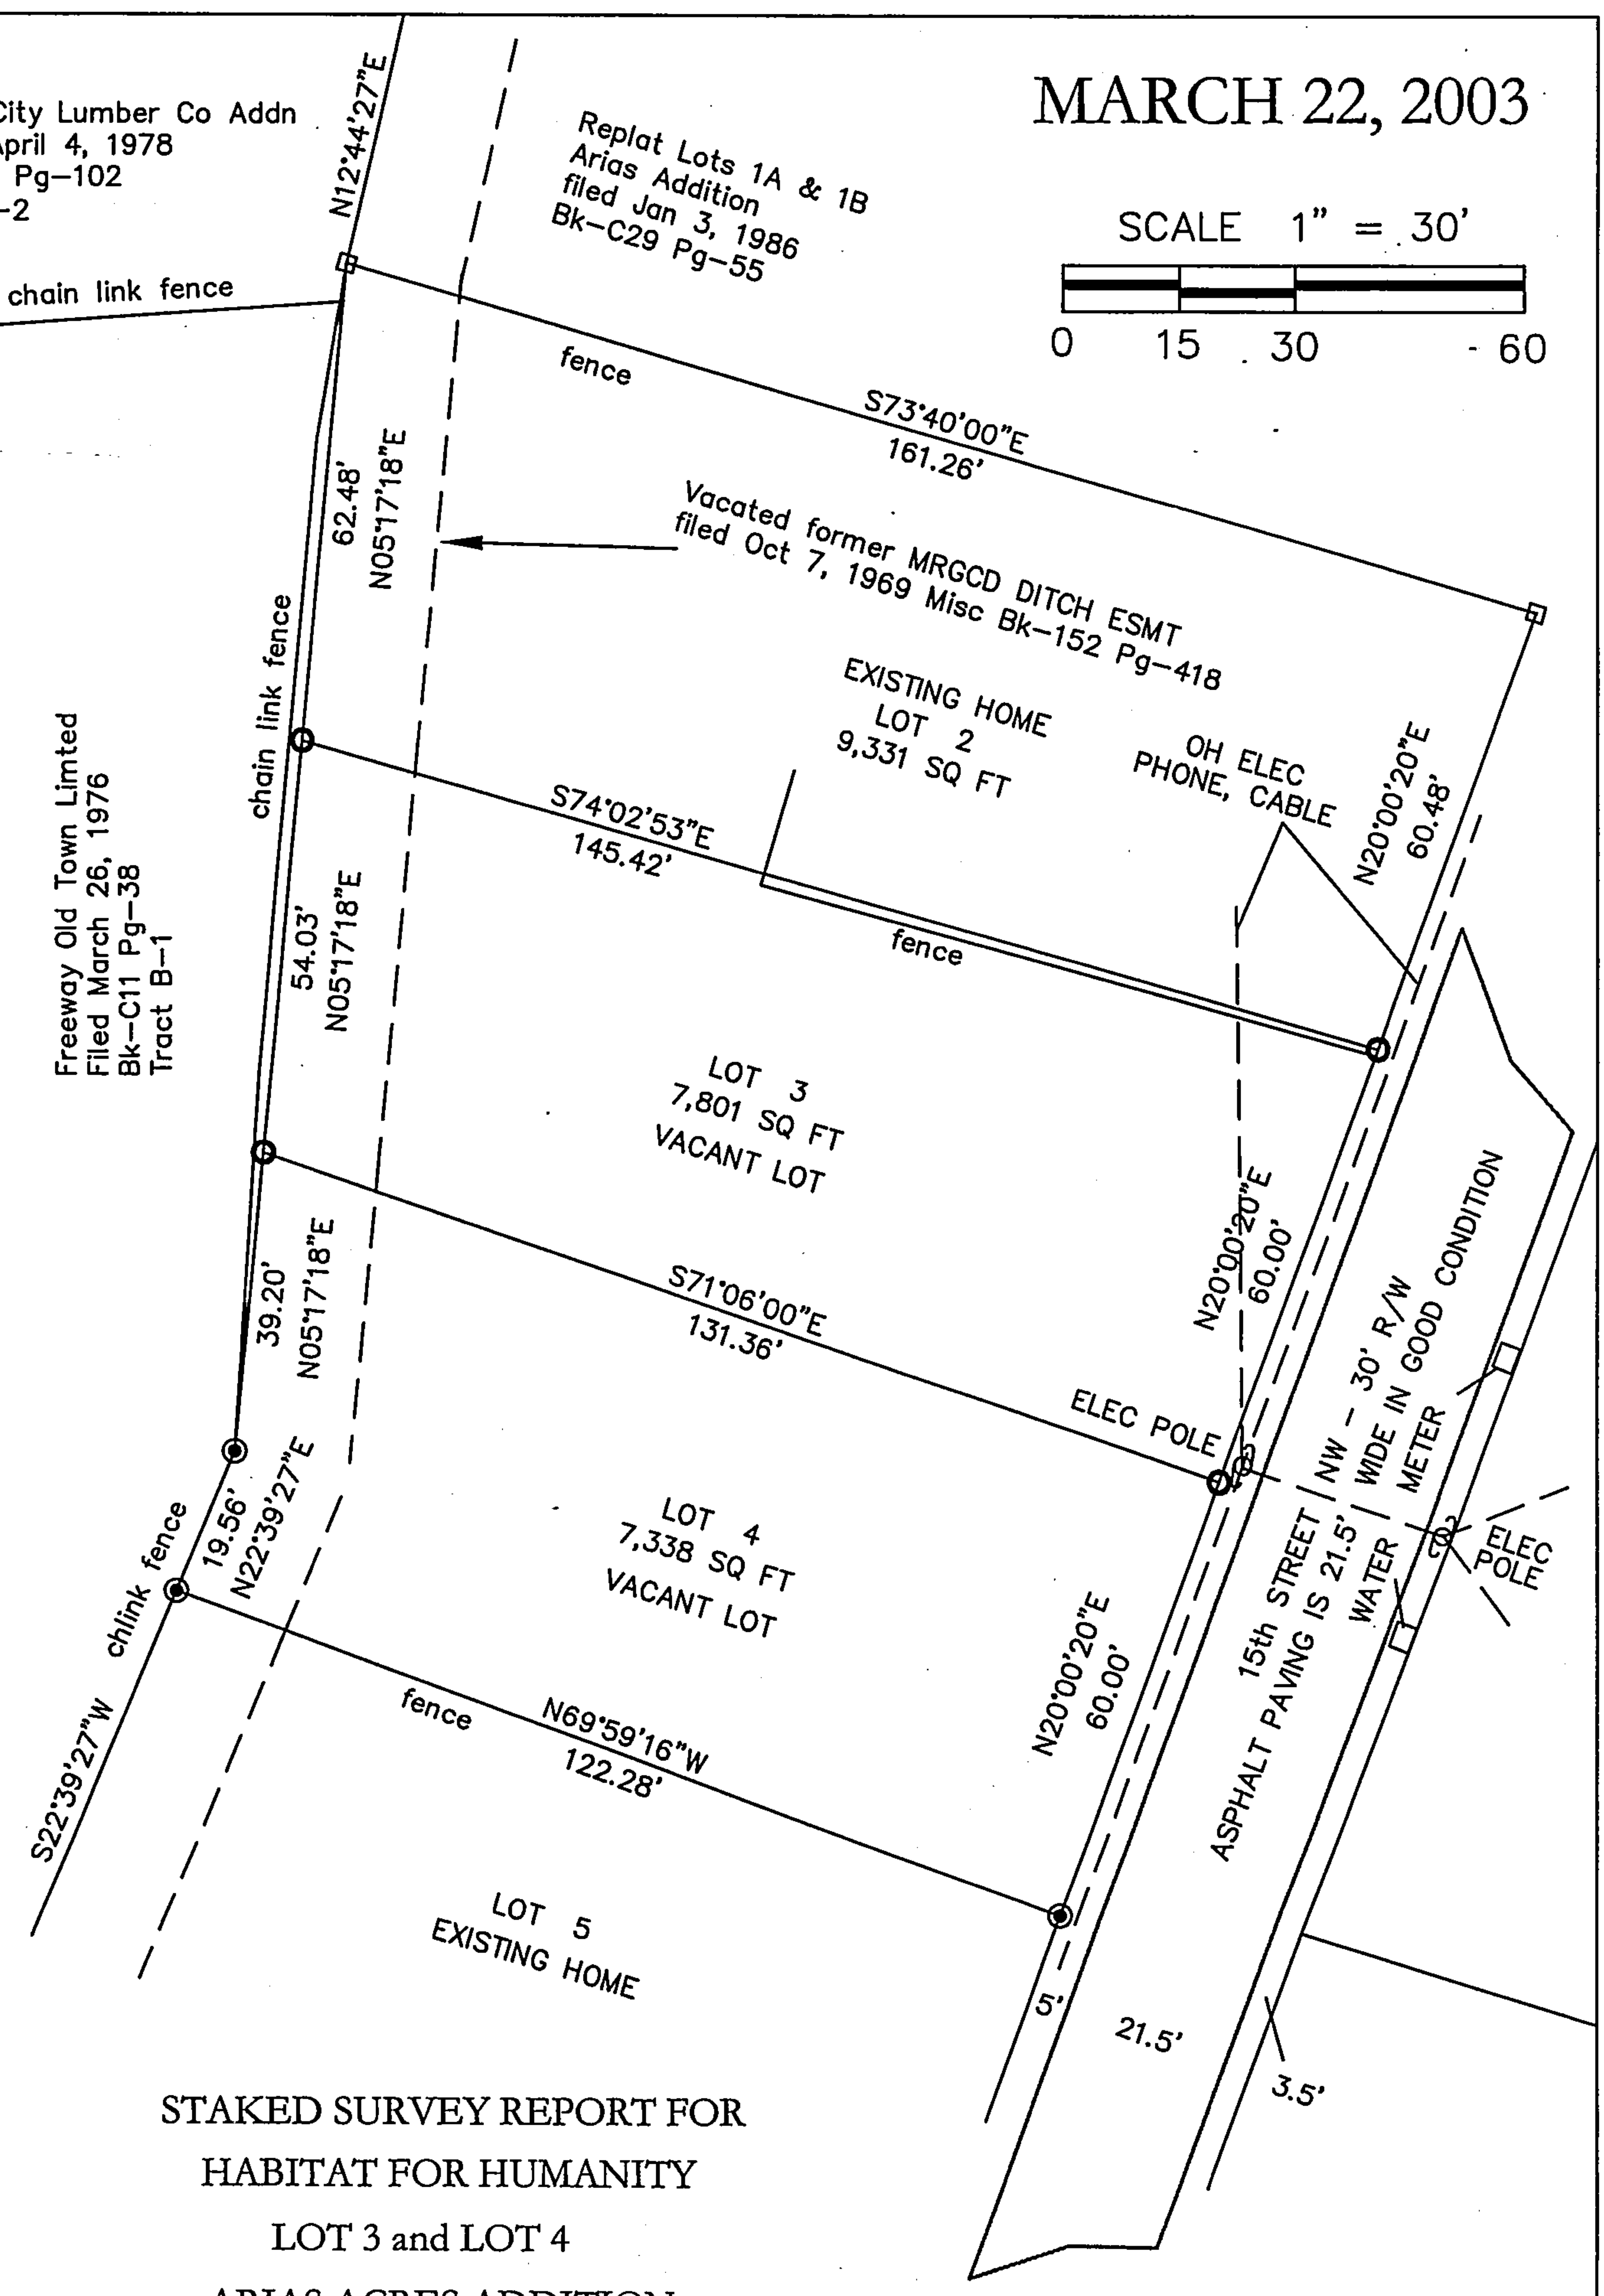 MARCH 22, 2003
SCALE 1" = 30'
0 15 30 60
City Lumber Co Addn
April 4, 1978
Pg-102
-2
N12°44'27"E
chain link fence
Replat Lots 1A & 1B
Arias Addition
filed Jan 3, 1986
Bk-C29 Pg-55
fence
S73°40'00"E
161.26'
62.48'
N05°17'18"E
Vacated former MRGCD DITCH ESMT
filed Oct 7, 1969 Misc Bk-152 Pg-418
EXISTING HOME
LOT 2
9,331 SQ FT
OH ELEC
PHONE, CABLE
N20°00'20"E
60.48'
chain link fence
Freeway Old Town Limted
Filed March 26, 1976
Bk-C11 Pg-38
Tract B-1
S74°02'53"E
145.42'
fence
54.03'
N05°17'18"E
LOT 3
7,801 SQ FT
VACANT LOT
N20°00'20"E
60.00'
39.20'
N05°17'18"E
S71°06'00"E
131.36'
ELEC POLE
15th STREET NW - 30' R/W
ASPHALT PAVING IS 21.5' WIDE IN GOOD CONDITION
WATER METER
ELEC
POLE
chlink fence
19.56'
N22°39'27"E
LOT 4
7,338 SQ FT
VACANT LOT
N20°00'20"E
60.00'
S22°39'27"W
fence
N69°59'16"W
122.28'
LOT 5
EXISTING HOME
5'
21.5'
3.5'
STAKED SURVEY REPORT FOR
HABITAT FOR HUMANITY
LOT 3 and LOT 4
ARIAS ACRES ADDITION